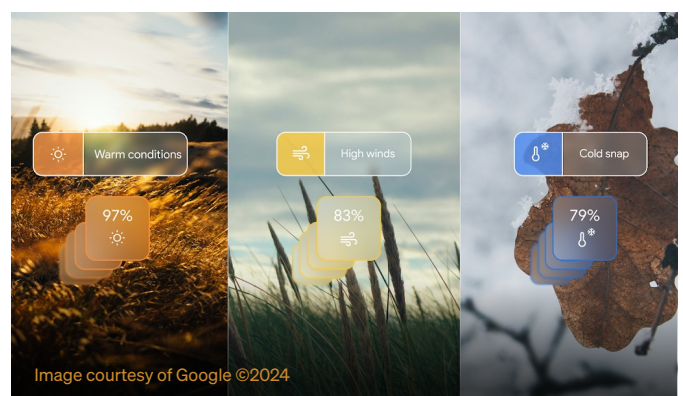 Warm conditions
97%
High winds
83%
Cold snap
79%
Image courtesy of Google ©2024